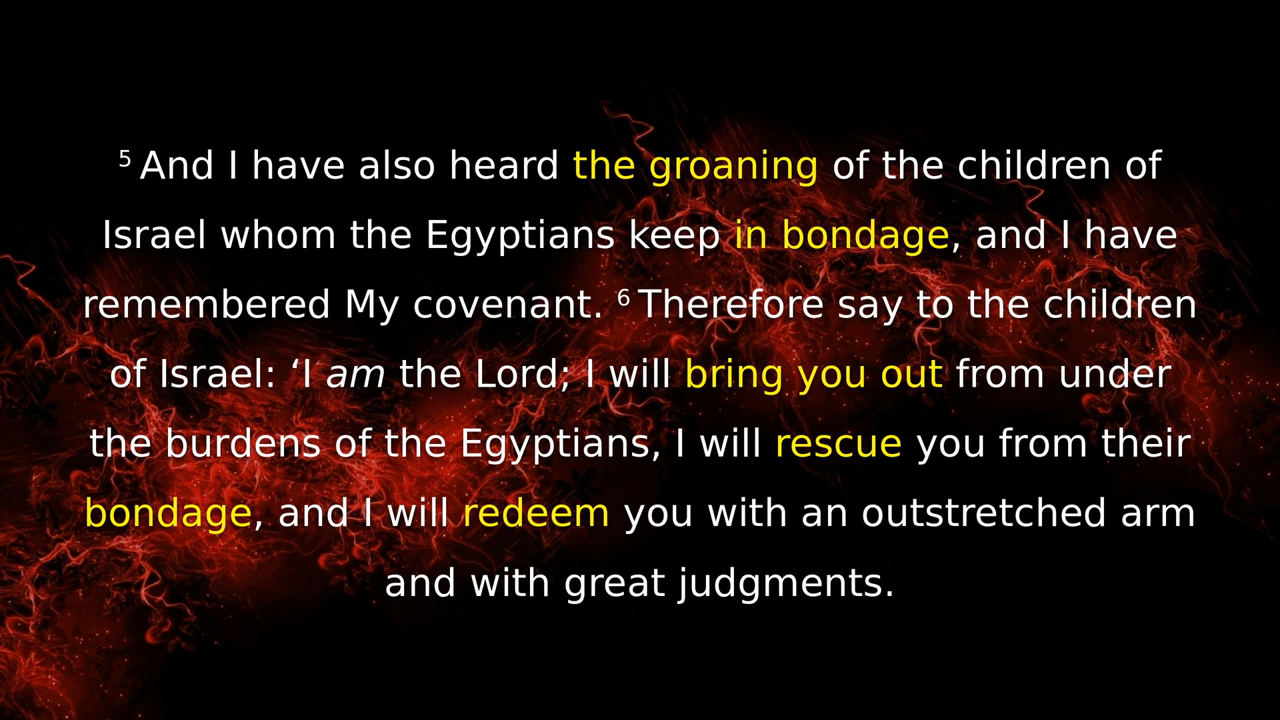 ⁵ And I have also heard the groaning of the children of
Israel whom the Egyptians keep in bondage, and I have
remembered My covenant. ⁶ Therefore say to the children
of Israel: ‘I am the Lord; I will bring you out from under
the burdens of the Egyptians, I will rescue you from their
bondage, and I will redeem you with an outstretched arm
and with great judgments.